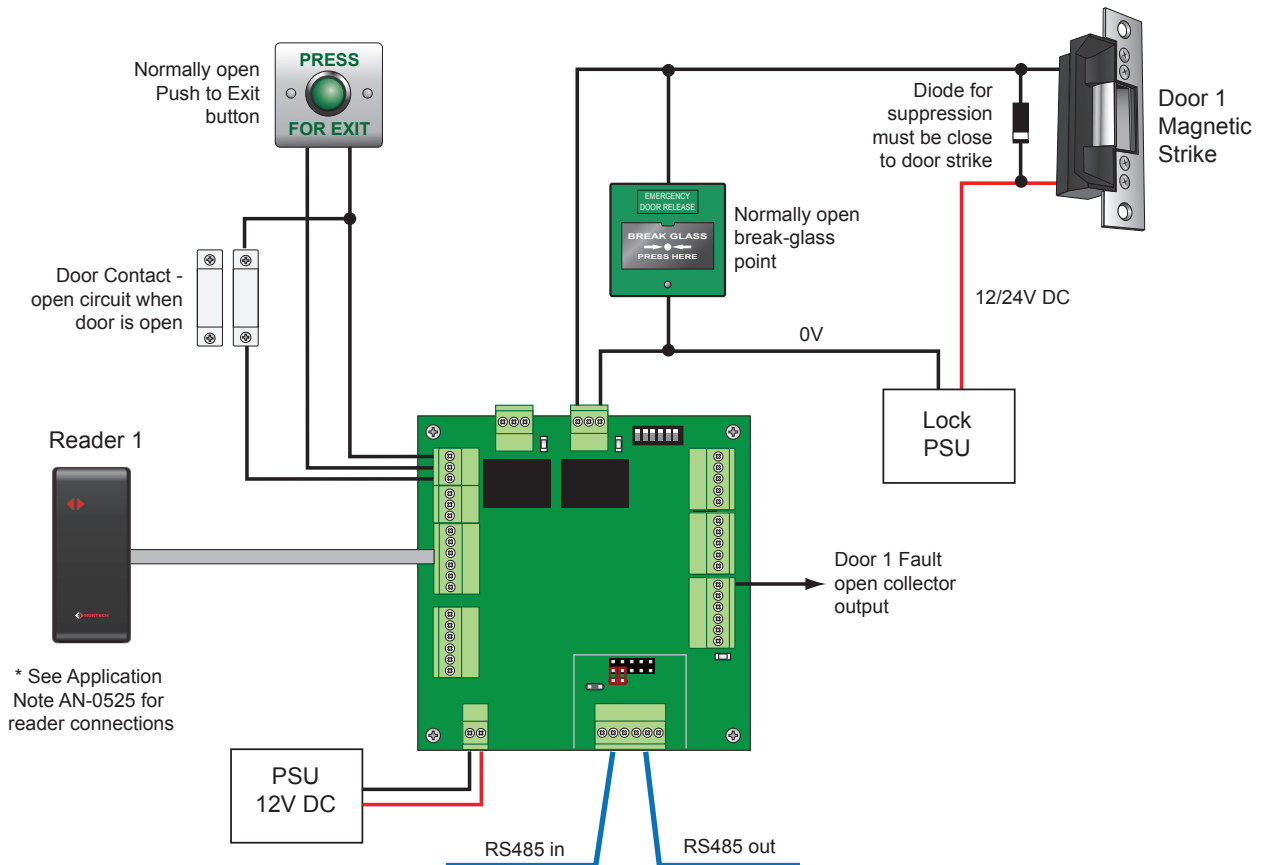 Normally open
Push to Exit
button
PRESS
FOR EXIT
Diode for
suppression
must be close
to door strike
Door 1
Magnetic
Strike
EMERGENCY
DOOR RELEASE
BREAK GLASS
PRESS HERE
Normally open
break-glass
point
Door Contact -
open circuit when
door is open
12/24V DC
0V
Lock
PSU
Reader 1
NORTECH
* See Application
Note AN-0525 for
reader connections
Door 1 Fault
open collector
output
PSU
12V DC
RS485 in
RS485 out